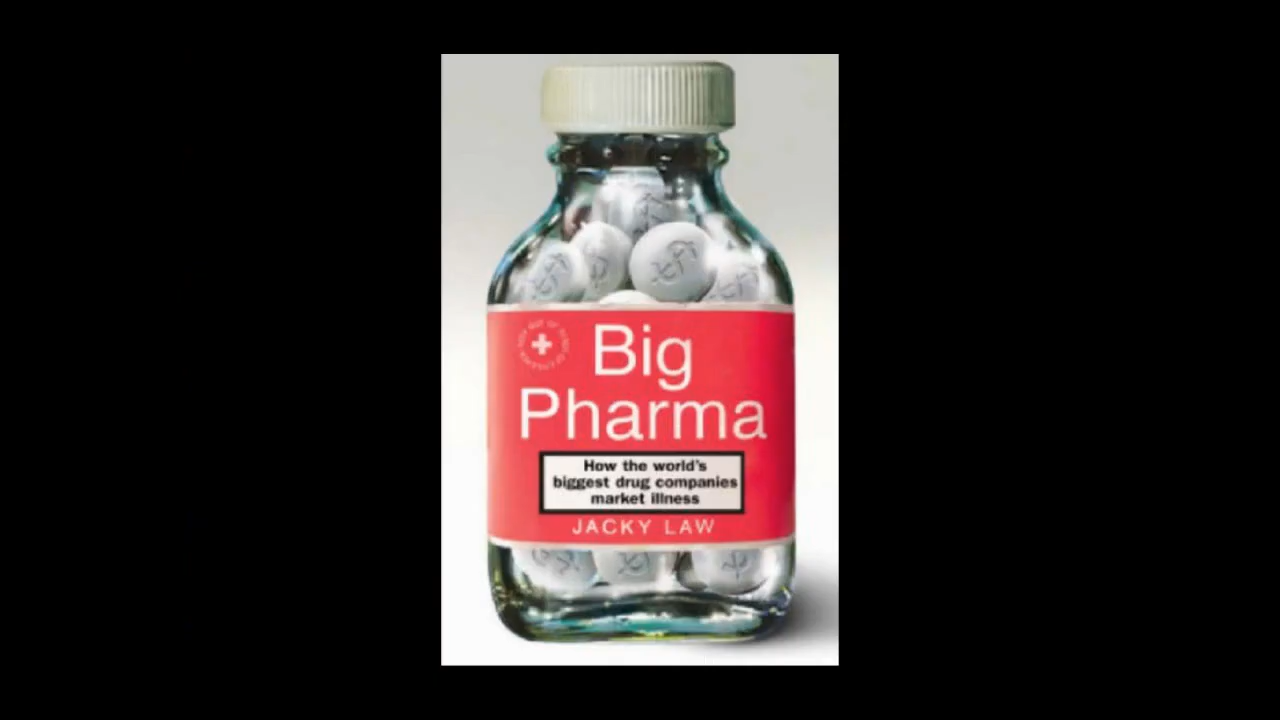 Big
Pharma
How the world's
biggest drug companies
market illness
JACKY LAW